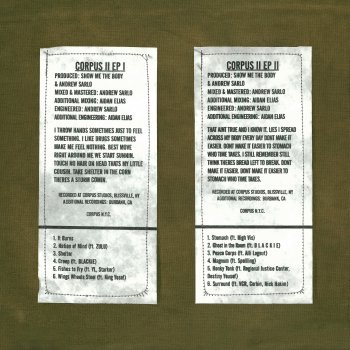 CORPUS II EP I
PRODUCED: SHOW ME THE BODY
& ANDREW SARLO
MIXED & MASTERED: ANDREW SARLO
ADDITIONAL MIXING: AIDAN ELIAS
ENGINEERED: ANDREW SARLO
ADDITIONAL ENGINEERING: AIDAN ELIAS
I THROW HANDS SOMETIMES JUST TO FEEL
SOMETHING. I LIKE DRUGS SOMETIMES
MAKE ME FEEL NOTHING. BEST MOVE
RIGHT AROUND ME WE START SUMMIN.
TOUCH NO HAIR ON HEAD THATS MY LITTLE
COUSIN. TAKE SHELTER IN THE CORN
THERES A STORM COMIN.
RECORDED AT CORPUS STUDIOS, BLISSVILLE, NY
ADDITIONAL RECORDINGS: BURBANK, CA
CORPUS N.Y.C.
1. It Burns
2. Notion of Mind (ft. ZULU)
3. Shelter
4. Creep (ft. BLACKIE)
5. Fishes to Fry (ft. YL, Starker)
6. Wings Wheels Steel (ft. King Yosef)
CORPUS II EP II
PRODUCED: SHOW ME THE BODY
& ANDREW SARLO
MIXED & MASTERED: ANDREW SARLO
ADDITIONAL MIXING: AIDAN ELIAS
ENGINEERED: ANDREW SARLO
ADDITIONAL ENGINEERING: AIDAN ELIAS
THAT AINT TRUE AND I KNOW IT. LIES I SPREAD
ACROSS MY BODY EVERY DAY DONT MAKE IT
EASIER. DONT MAKE IT EASIER TO STOMACH
WHO TIME TAKES. I STILL REMEMBER STILL
THINK THERES BREAD LEFT TO BREAK. DONT
MAKE IT EASIER. DONT MAKE IT EASIER TO
STOMACH WHO TIME TAKES.
RECORDED AT CORPUS STUDIOS, BLISSVILLE, NY
ADDITIONAL RECORDINGS: BURBANK, CA
CORPUS N.Y.C.
1. Stomach (ft. High Vis)
2. Ghost in the Room (ft. B L A C K I E)
3. Peace Corps (ft. Alli Logout)
4. Magnum (ft. Spellling)
5. Honky Tonk (ft. Regional Justice Center,
Destiny Yousef)
6. Surround (ft. VCR, Corbin, Nick Hakim)